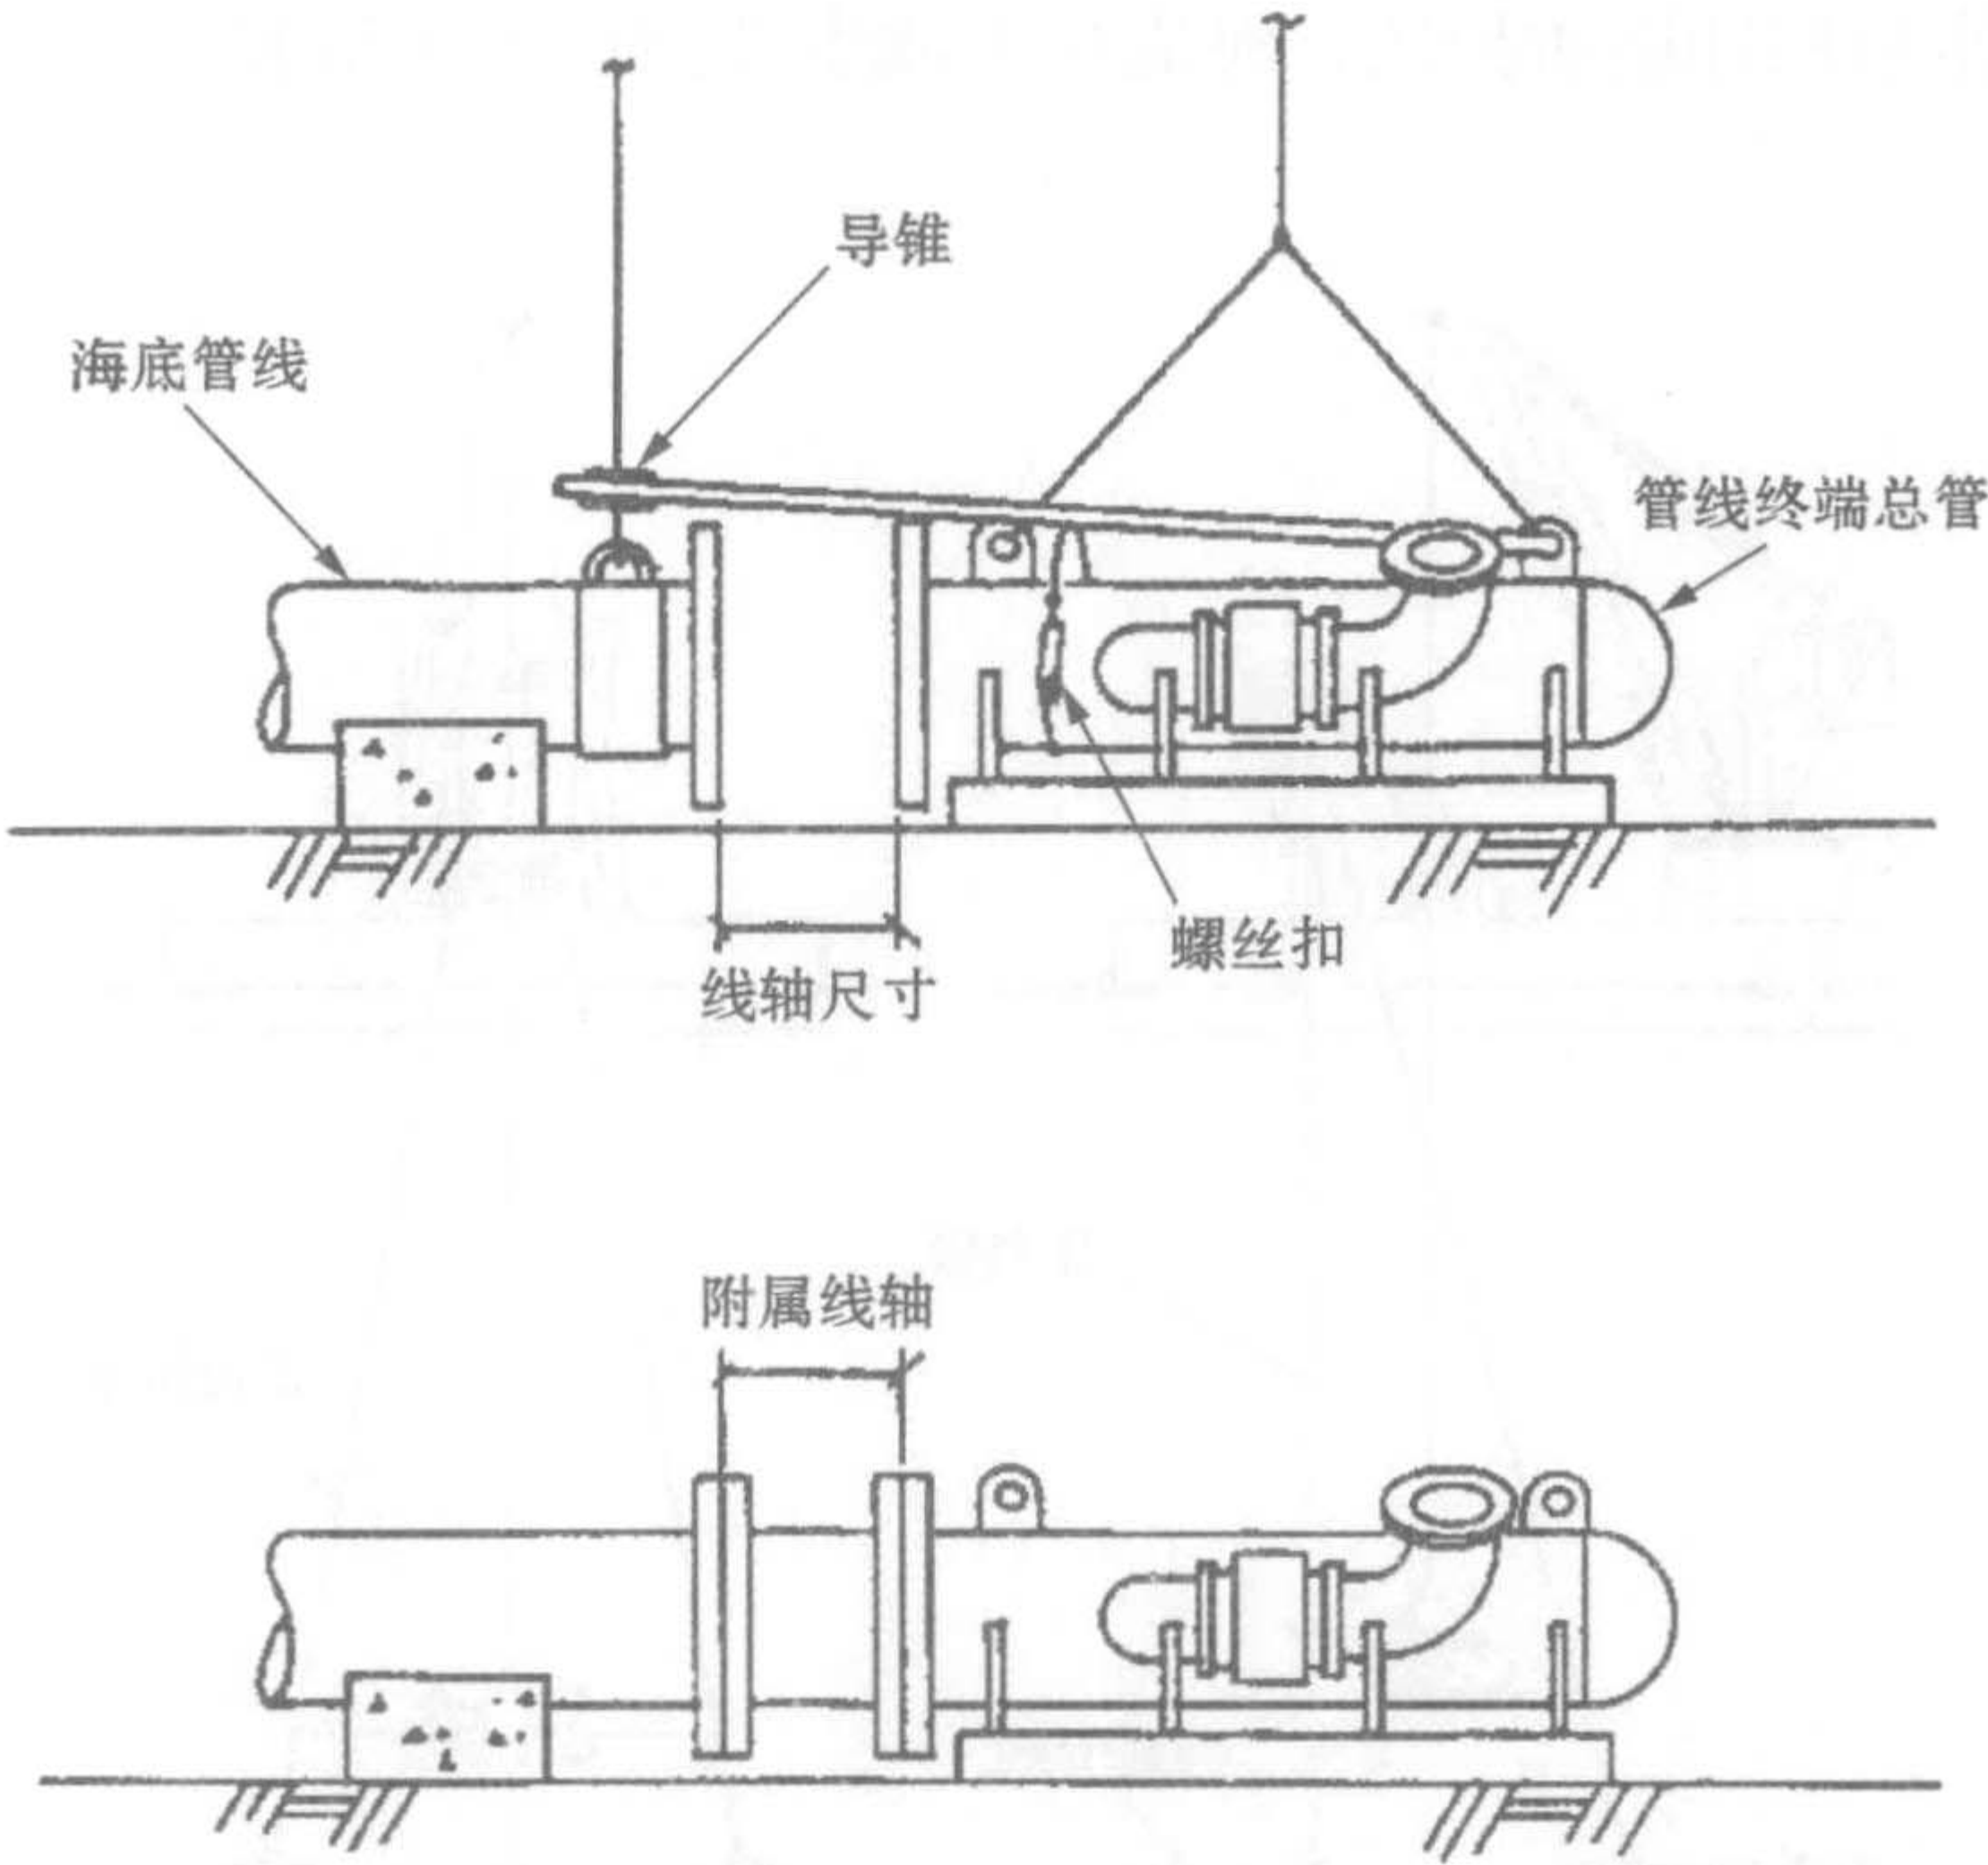 导锥
海底管线
管线终端总管
螺丝扣
线轴尺寸
附属线轴